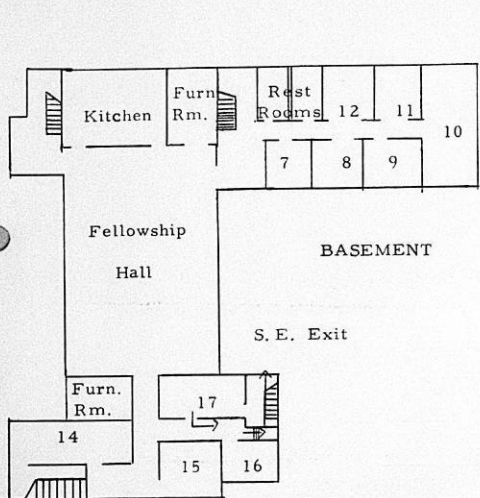 Kitchen
Furn
Rm.
Rest
Rooms
12
11
10
7
8
9
Fellowship
Hall
BASEMENT
S. E. Exit
Furn.
Rm.
17
14
15
16